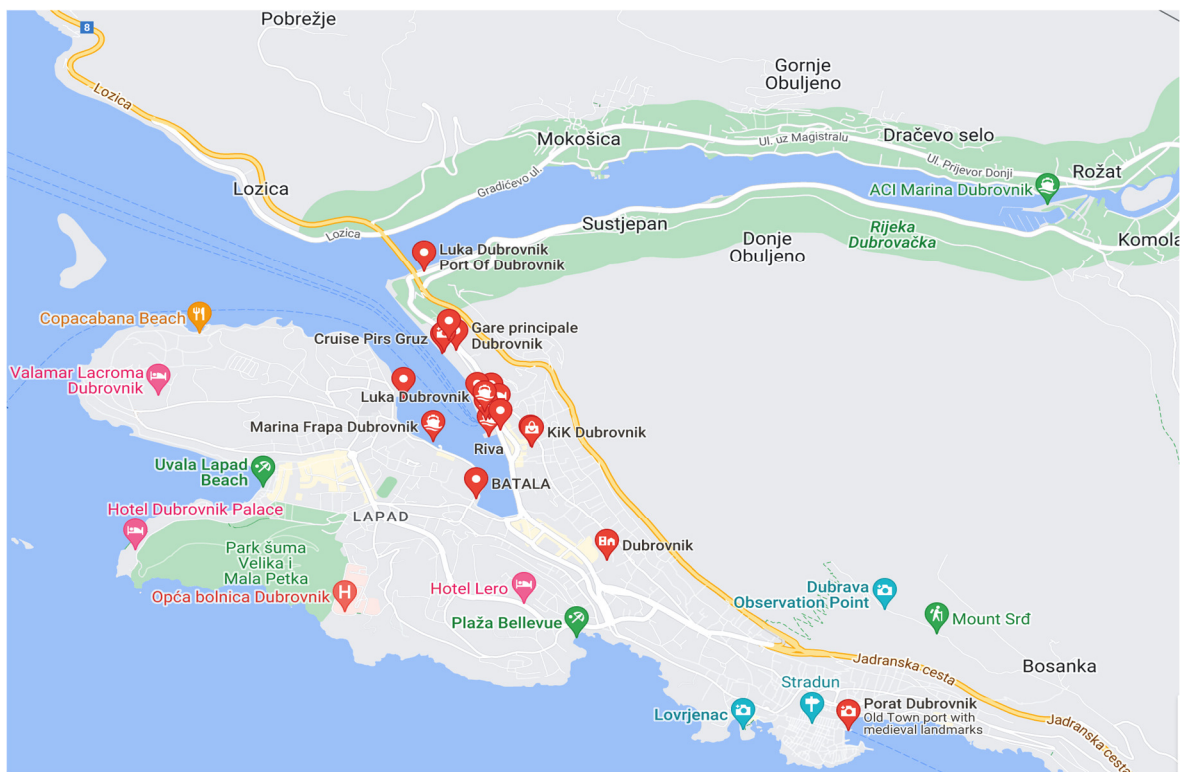 Pobrežje
8
Lozica
Gornje
Obuljeno
Mokošica
Ul. uz Magistralu
Dračevo selo
Ul. Prijevor Donji
Rožat
Gradićevo ul.
Lozica
ACI Marina Dubrovnik
Lozica
Sustjepan
Rijeka
Dubrovačka
Donje
Obuljeno
Komola
Luka Dubrovnik
Port Of Dubrovnik
Copacabana Beach
Gare principale
Dubrovnik
Cruise Pirs Gruz
Valamar Lacroma
Dubrovnik
Luka Dubrovnik
Marina Frapa Dubrovnik
KiK Dubrovnik
Riva
Uvala Lapad
Beach
BATALA
Hotel Dubrovnik Palace
LAPAD
Park šuma
Velika i
Mala Petka
Dubrovnik
Opća bolnica Dubrovnik
H
Hotel Lero
Dubrava
Observation Point
Plaža Bellevue
Mount Srđ
Jadranska cesta
Bosanka
Stradun
Lovrjenac
Porat Dubrovnik
Old Town port with
medieval landmarks
Jadranska cesta